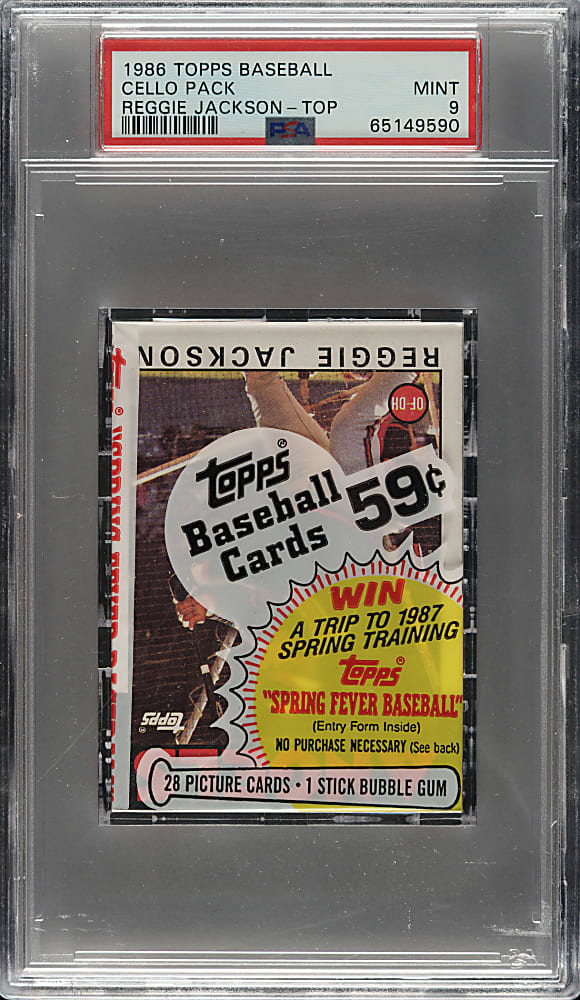 1986 TOPPS BASEBALL
CELLO PACK MINT
REGGIE JACKSON - TOP 9
PSA 65149590
REGGIE JACKSON
OF-DH
topps®
Baseball
Cards 59¢
WIN
A TRIP TO 1987
SPRING TRAINING
topps®
"SPRING FEVER BASEBALL"
(Entry Form Inside)
NO PURCHASE NECESSARY (See back)
topps
28 PICTURE CARDS • 1 STICK BUBBLE GUM